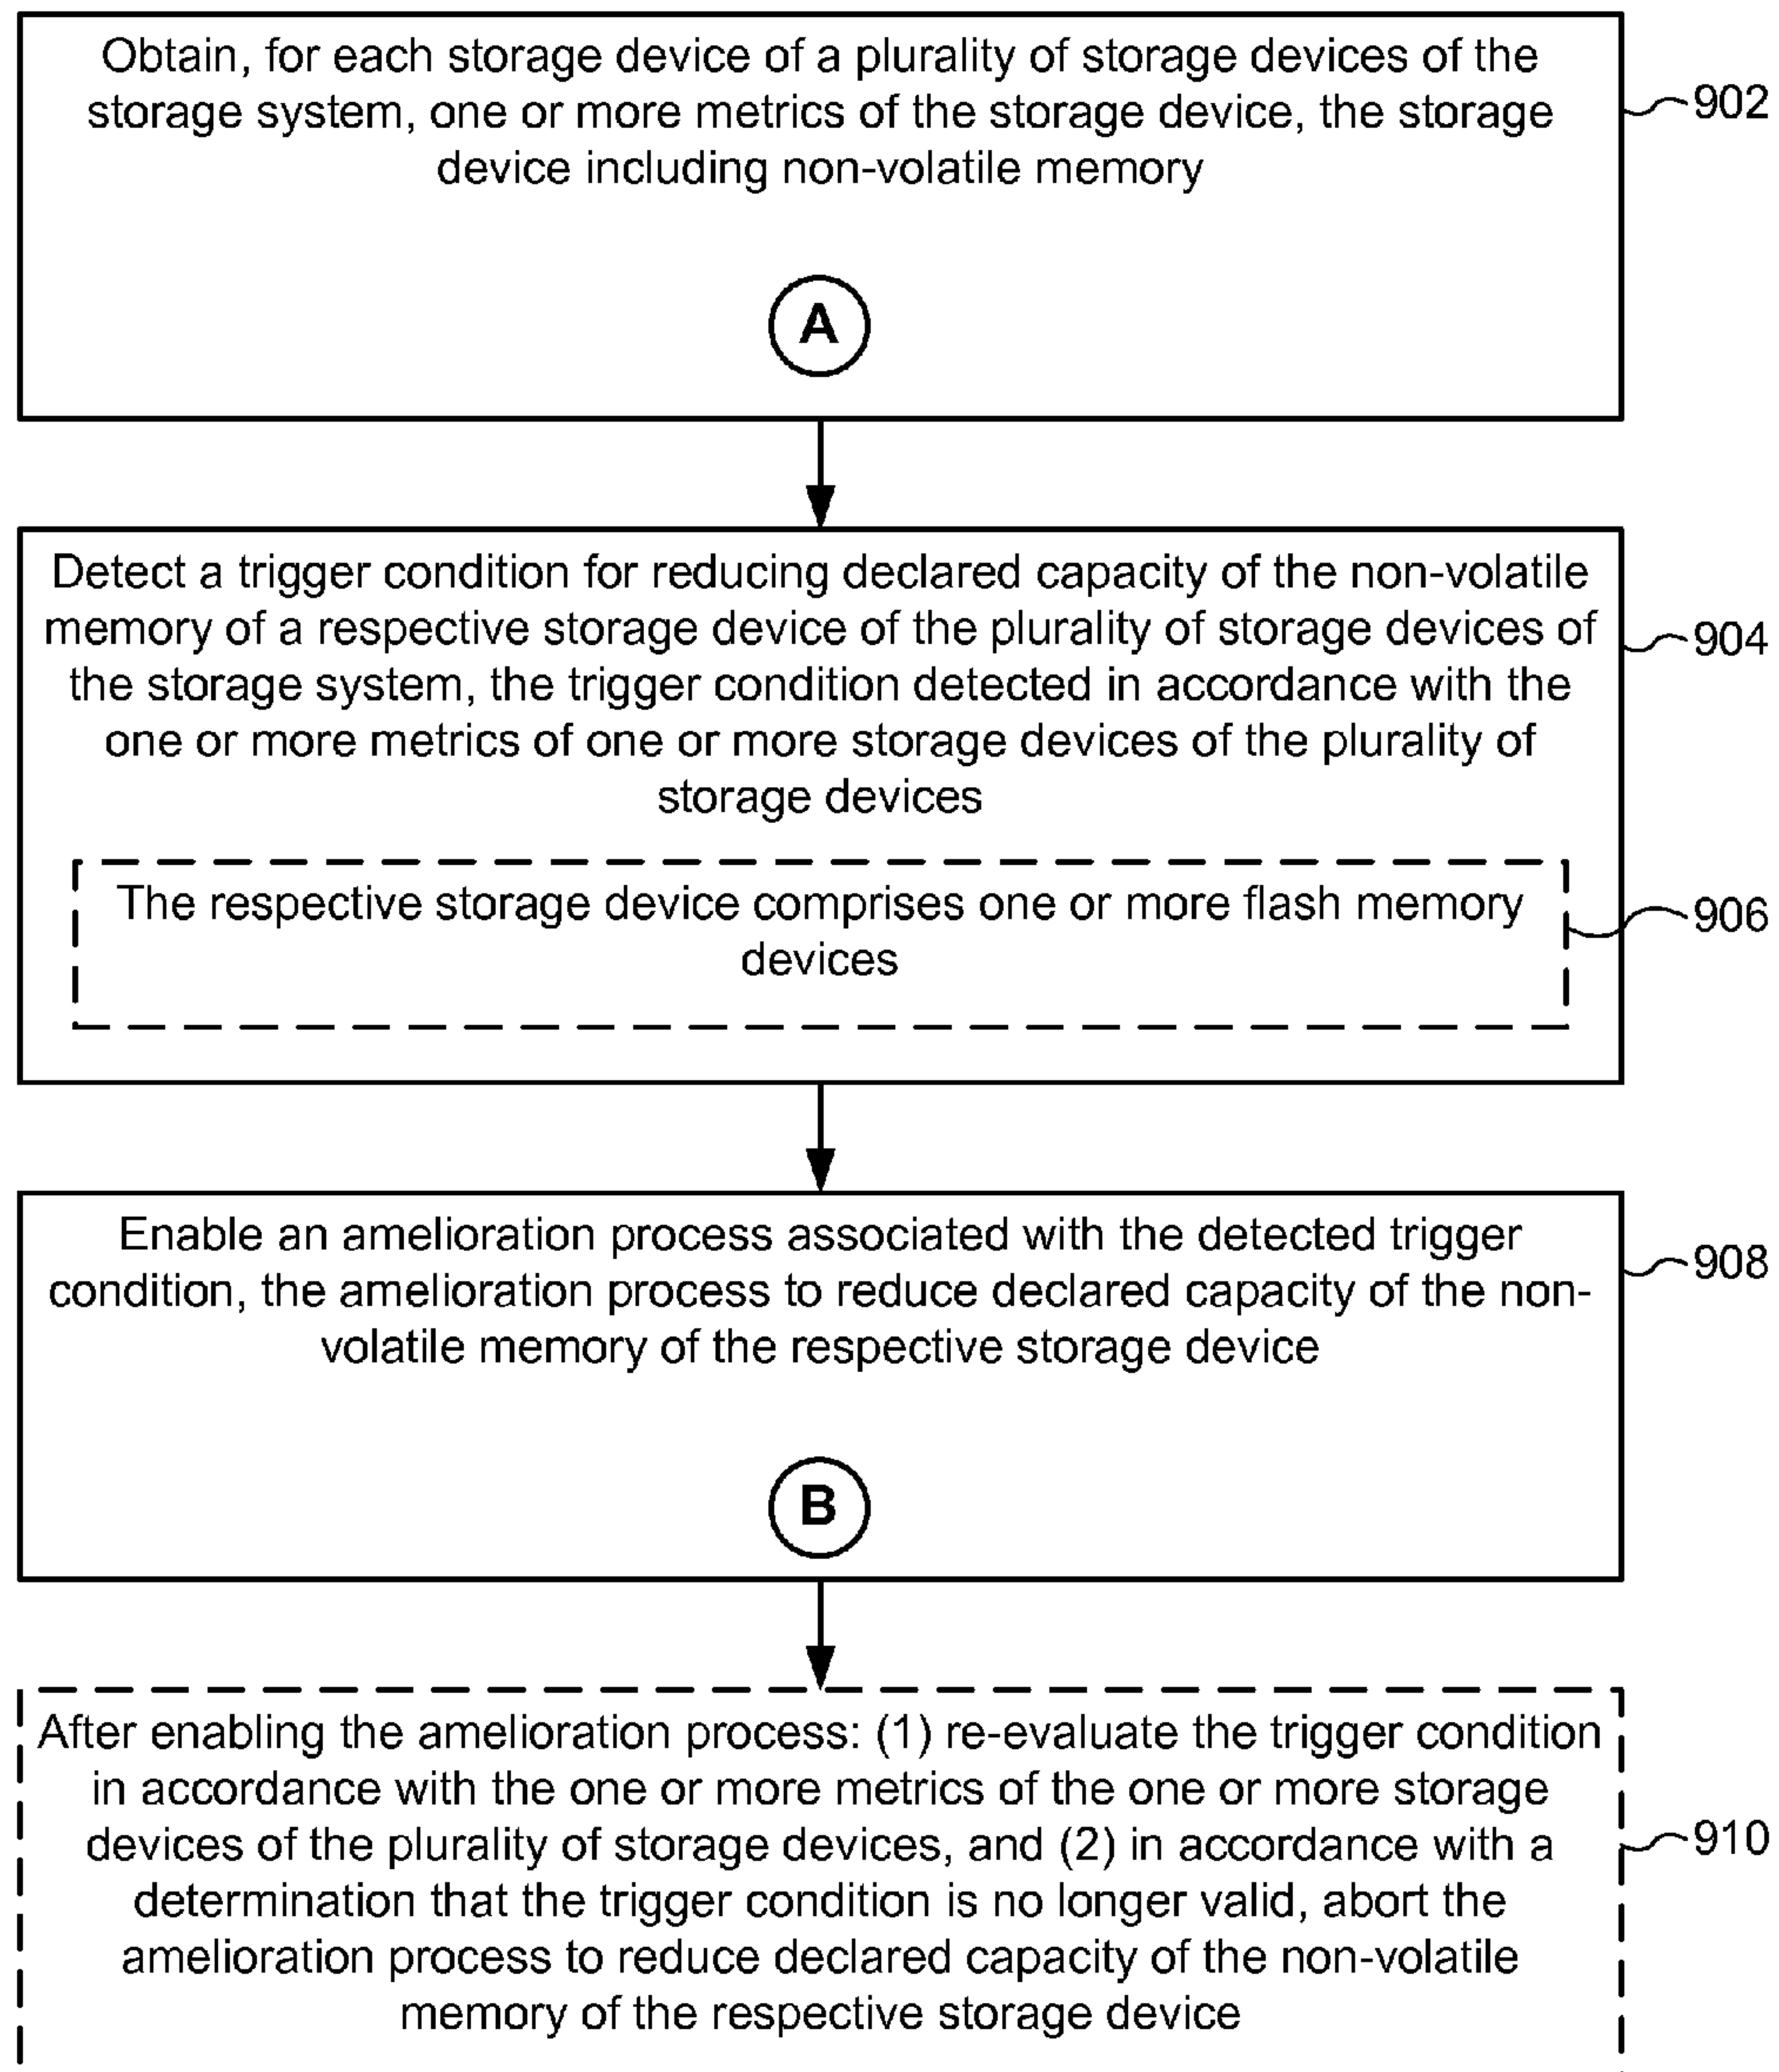 Obtain, for each storage device of a plurality of storage devices of the
storage system, one or more metrics of the storage device, the storage
device including non-volatile memory
902
A
Detect a trigger condition for reducing declared capacity of the non-volatile
memory of a respective storage device of the plurality of storage devices of
the storage system, the trigger condition detected in accordance with the
one or more metrics of one or more storage devices of the plurality of
storage devices
904
The respective storage device comprises one or more flash memory
devices
906
Enable an amelioration process associated with the detected trigger
condition, the amelioration process to reduce declared capacity of the non-
volatile memory of the respective storage device
908
B
After enabling the amelioration process: (1) re-evaluate the trigger condition
in accordance with the one or more metrics of the one or more storage
devices of the plurality of storage devices, and (2) in accordance with a
determination that the trigger condition is no longer valid, abort the
amelioration process to reduce declared capacity of the non-volatile
memory of the respective storage device
910